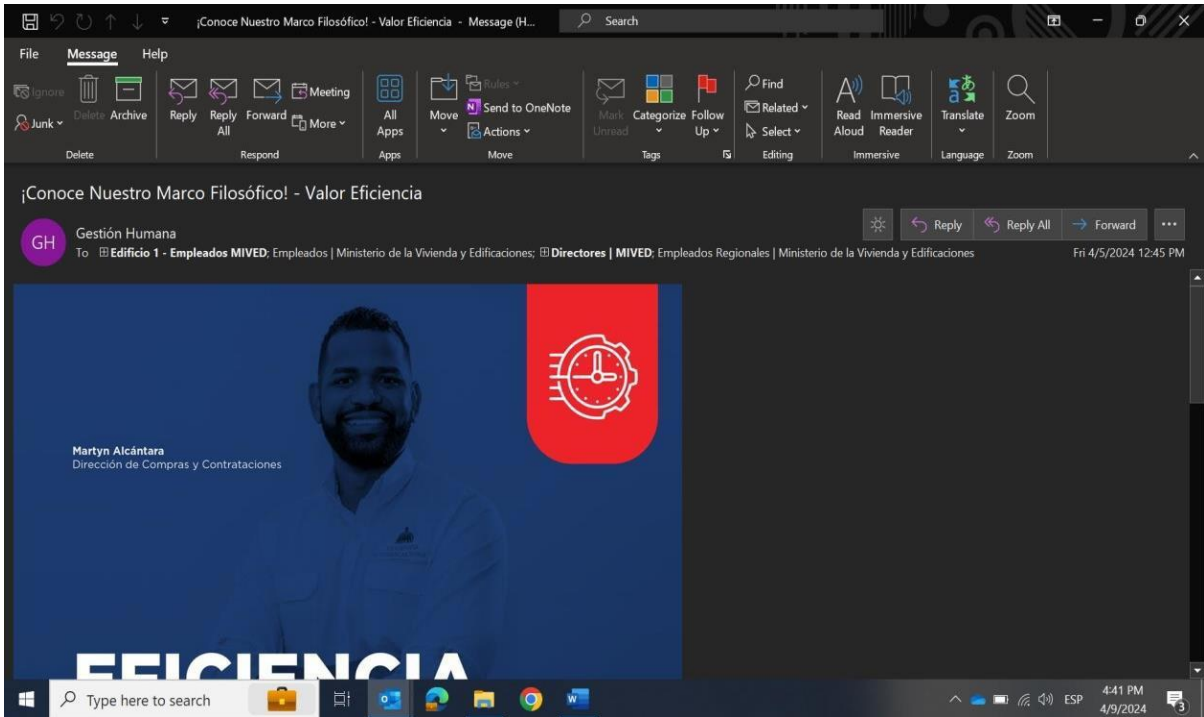 ¡Conoce Nuestro Marco Filosófico! - Valor Eficiencia - Message (H...
Search
File Message Help
Ignore
Junk
Delete
Archive
Delete
Reply
Reply All
Forward
Meeting
More
Respond
All Apps
Apps
Move
Rules
Send to OneNote
Actions
Move
Mark Unread
Categorize
Follow Up
Tags
Find
Related
Select
Editing
Read Aloud
Immersive Reader
Immersive
Translate
Language
Zoom
Zoom
¡Conoce Nuestro Marco Filosófico! - Valor Eficiencia
GH
Gestión Humana
To Edificio 1 - Empleados MIVED; Empleados | Ministerio de la Vivienda y Edificaciones; Directores | MIVED; Empleados Regionales | Ministerio de la Vivienda y Edificaciones
Reply Reply All Forward
Fri 4/5/2024 12:45 PM
Martyn Alcántara
Dirección de Compras y Contrataciones
EFICIENCIA
Type here to search
ESP
4:41 PM
4/9/2024
3